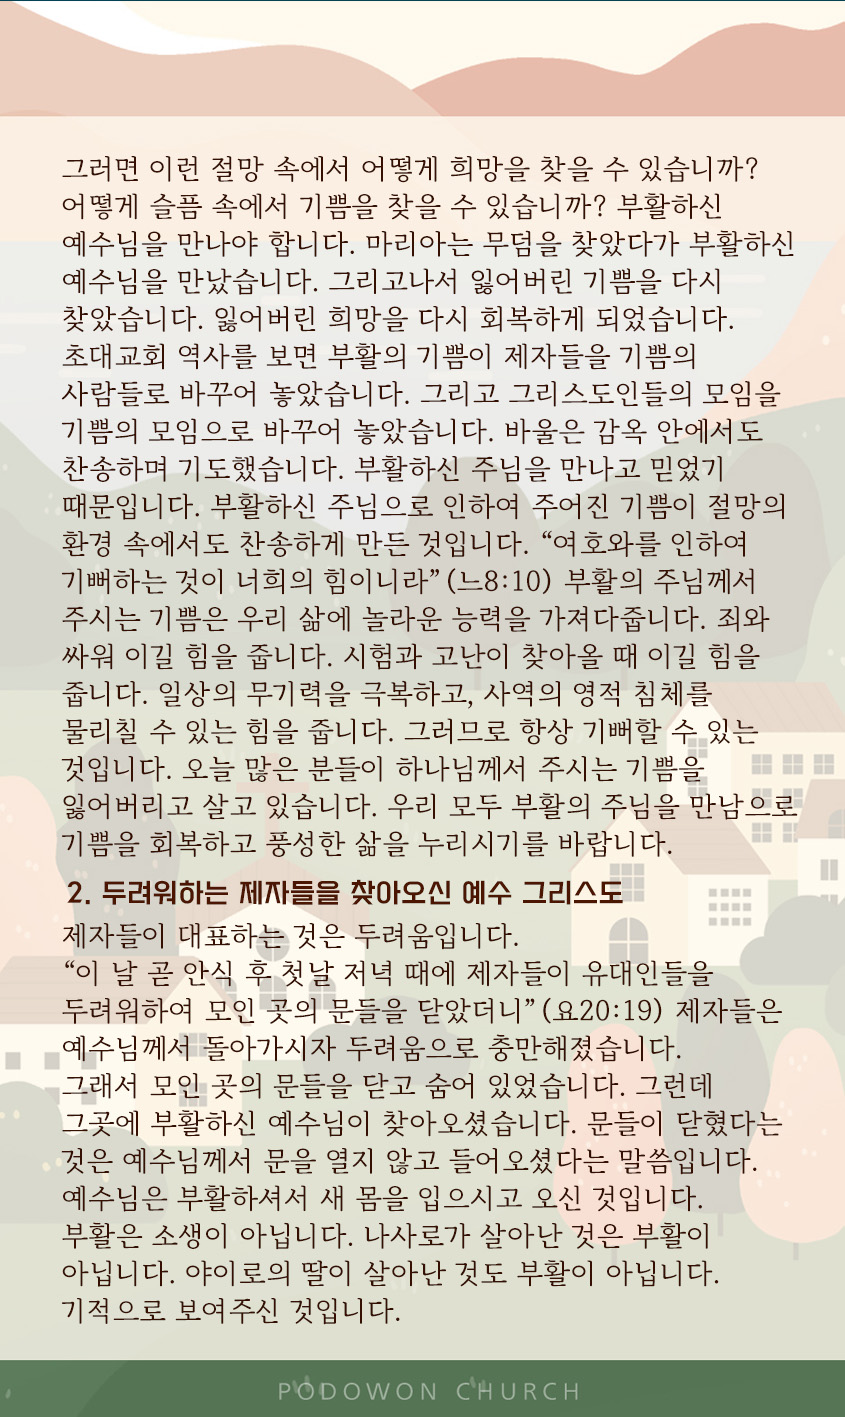 그러면 이런 절망 속에서 어떻게 희망을 찾을 수 있습니까?
어떻게 슬픔 속에서 기쁨을 찾을 수 있습니까? 부활하신
예수님을 만나야 합니다. 마리아는 무덤을 찾았다가 부활하신
예수님을 만났습니다. 그리고나서 잃어버린 기쁨을 다시
찾았습니다. 잃어버린 희망을 다시 회복하게 되었습니다.
초대교회 역사를 보면 부활의 기쁨이 제자들을 기쁨의
사람들로 바꾸어 놓았습니다. 그리고 그리스도인들의 모임을
기쁨의 모임으로 바꾸어 놓았습니다. 바울은 감옥 안에서도
찬송하며 기도했습니다. 부활하신 주님을 만나고 믿었기
때문입니다. 부활하신 주님으로 인하여 주어진 기쁨이 절망의
환경 속에서도 찬송하게 만든 것입니다. “여호와를 인하여
기뻐하는 것이 너희의 힘이니라”(느8:10) 부활의 주님께서
주시는 기쁨은 우리 삶에 놀라운 능력을 가져다줍니다. 죄와
싸워 이길 힘을 줍니다. 시험과 고난이 찾아올 때 이길 힘을
줍니다. 일상의 무기력을 극복하고, 사역의 영적 침체를
물리칠 수 있는 힘을 줍니다. 그러므로 항상 기뻐할 수 있는
것입니다. 오늘 많은 분들이 하나님께서 주시는 기쁨을
잃어버리고 살고 있습니다. 우리 모두 부활의 주님을 만남으로
기쁨을 회복하고 풍성한 삶을 누리시기를 바랍니다.
2. 두려워하는 제자들을 찾아오신 예수 그리스도
제자들이 대표하는 것은 두려움입니다.
“이 날 곧 안식 후 첫날 저녁 때에 제자들이 유대인들을
두려워하여 모인 곳의 문들을 닫았더니”(요20:19) 제자들은
예수님께서 돌아가시자 두려움으로 충만해졌습니다.
그래서 모인 곳의 문들을 닫고 숨어 있었습니다. 그런데
그곳에 부활하신 예수님이 찾아오셨습니다. 문들이 닫혔다는
것은 예수님께서 문을 열지 않고 들어오셨다는 말씀입니다.
예수님은 부활하셔서 새 몸을 입으시고 오신 것입니다.
부활은 소생이 아닙니다. 나사로가 살아난 것은 부활이
아닙니다. 야이로의 딸이 살아난 것도 부활이 아닙니다.
기적으로 보여주신 것입니다.
PODOWON CHURCH